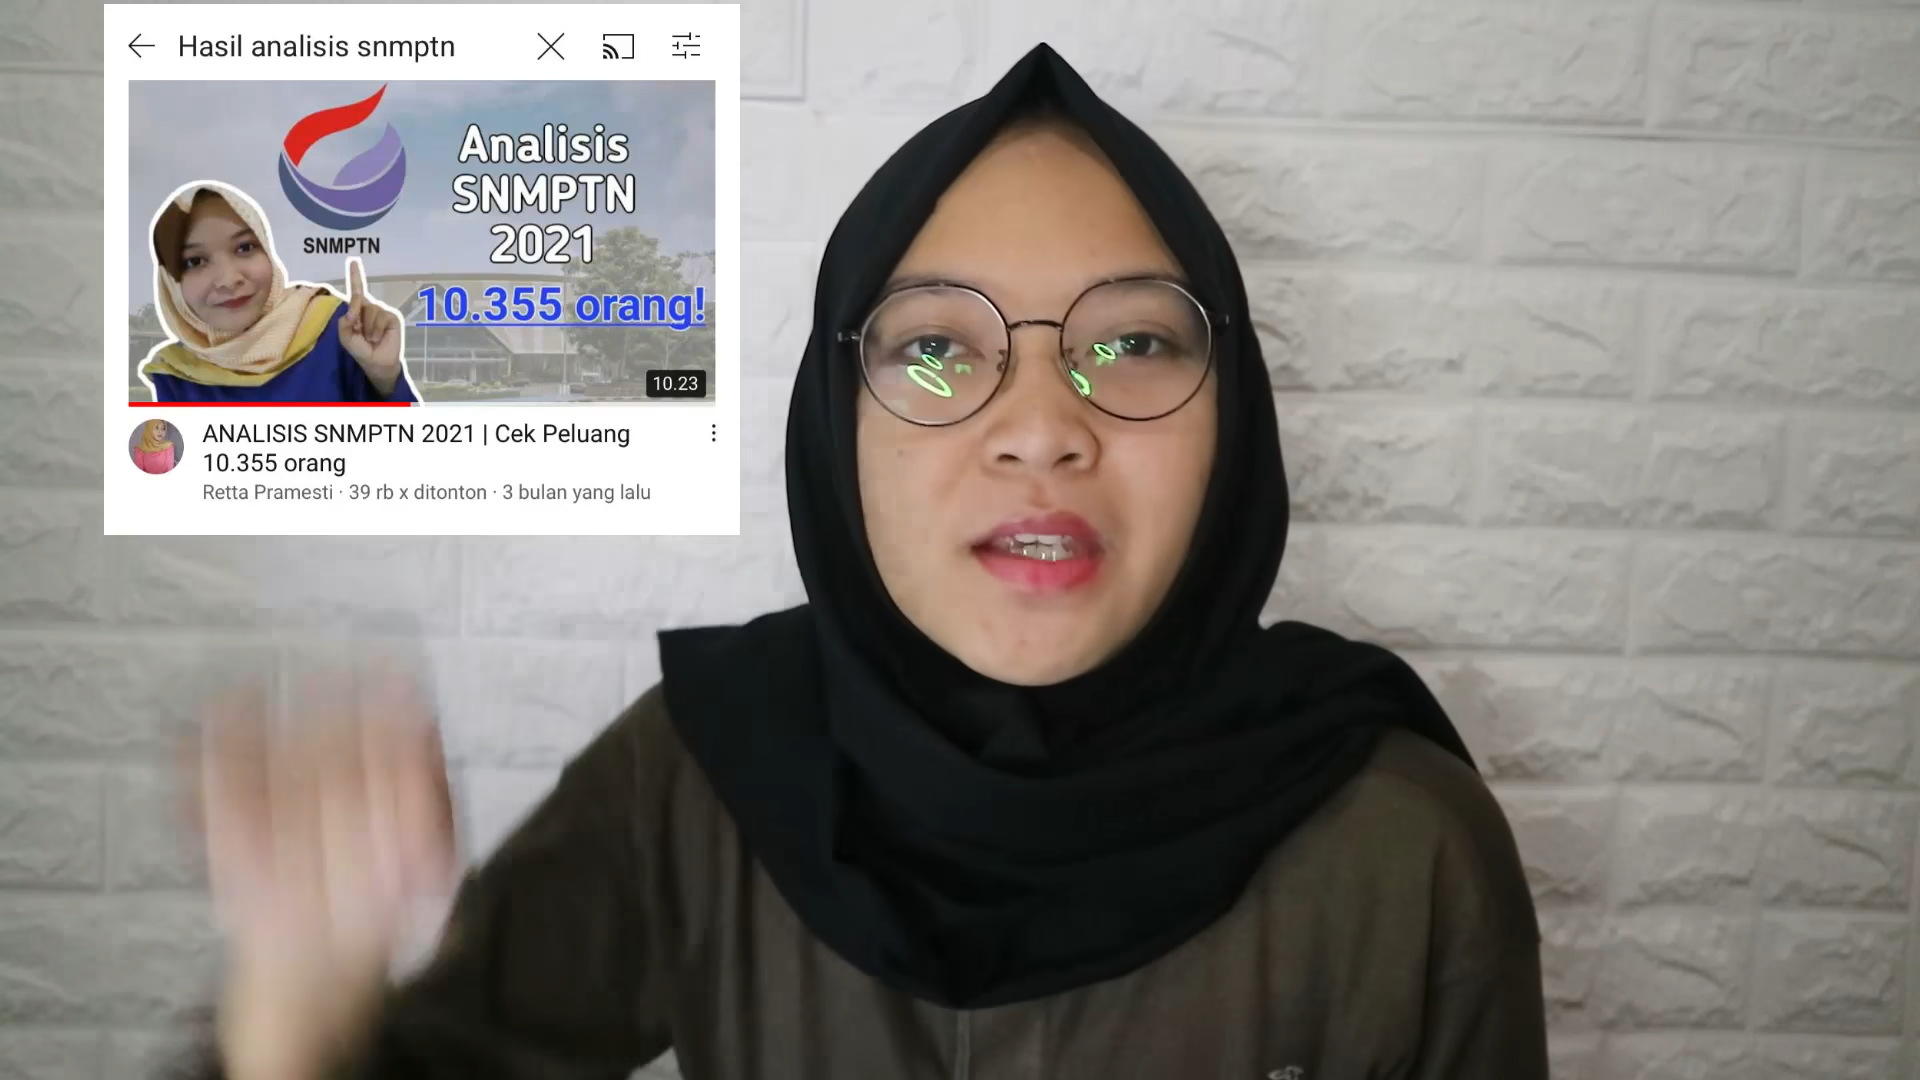 Hasil analisis snmptn
Analisis
SNMPTN
2021
SNMPTN
10.355 orang!
10.23
ANALISIS SNMPTN 2021 | Cek Peluang
10.355 orang
Retta Pramesti · 39 rb x ditonton · 3 bulan yang lalu